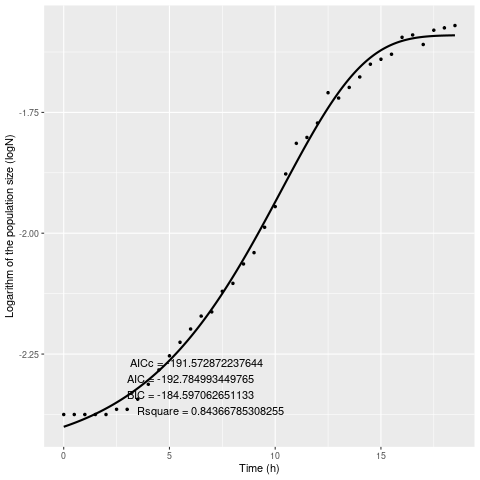 -1.75
-2.00
-2.25
Logarithm of the population size (logN)
AICc = -191.572872237644
AIC = -192.784993449765
BIC = -184.597062651133
Rsquare = 0.84366785308255
0 5 10 15
Time (h)